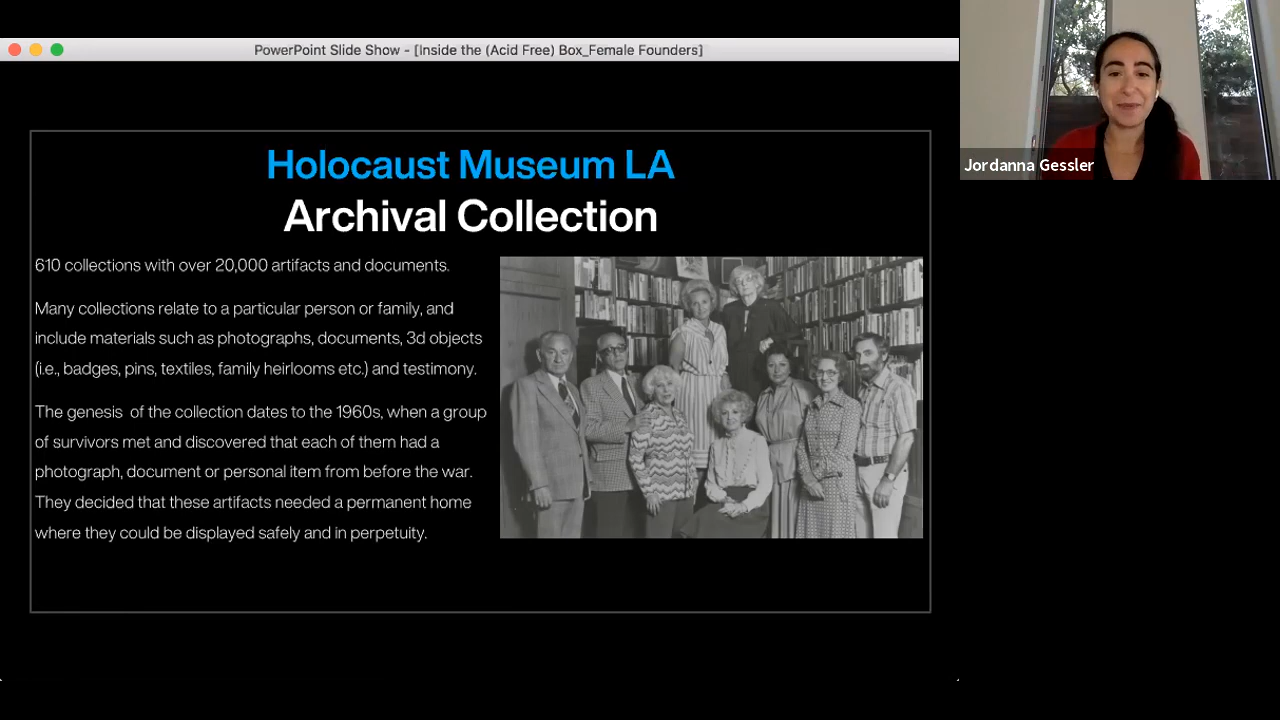 PowerPoint Slide Show - [Inside the (Acid Free) Box_Female Founders]
Jordanna Gessler
Holocaust Museum LA
Archival Collection
610 collections with over 20,000 artifacts and documents.
Many collections relate to a particular person or family, and
include materials such as photographs, documents, 3d objects
(i.e., badges, pins, textiles, family heirlooms etc.) and testimony.
The genesis of the collection dates to the 1960s, when a group
of survivors met and discovered that each of them had a
photograph, document or personal item from before the war.
They decided that these artifacts needed a permanent home
where they could be displayed safely and in perpetuity.